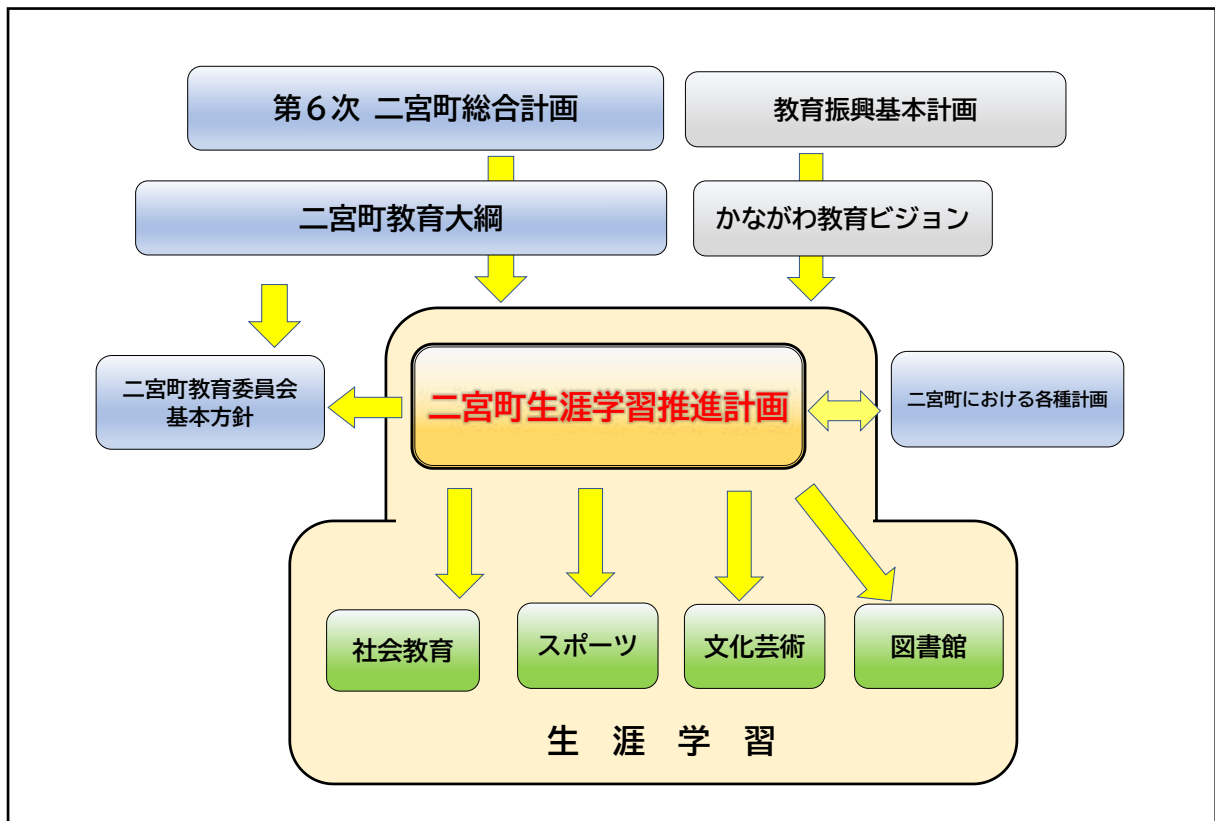 第６次 二宮町総合計画
教育振興基本計画
二宮町教育大綱
かながわ教育ビジョン
二宮町教育委員会
基本方針
二宮町生涯学習推進計画
二宮町における各種計画
社会教育
スポーツ
文化芸術
図書館
生 涯 学 習